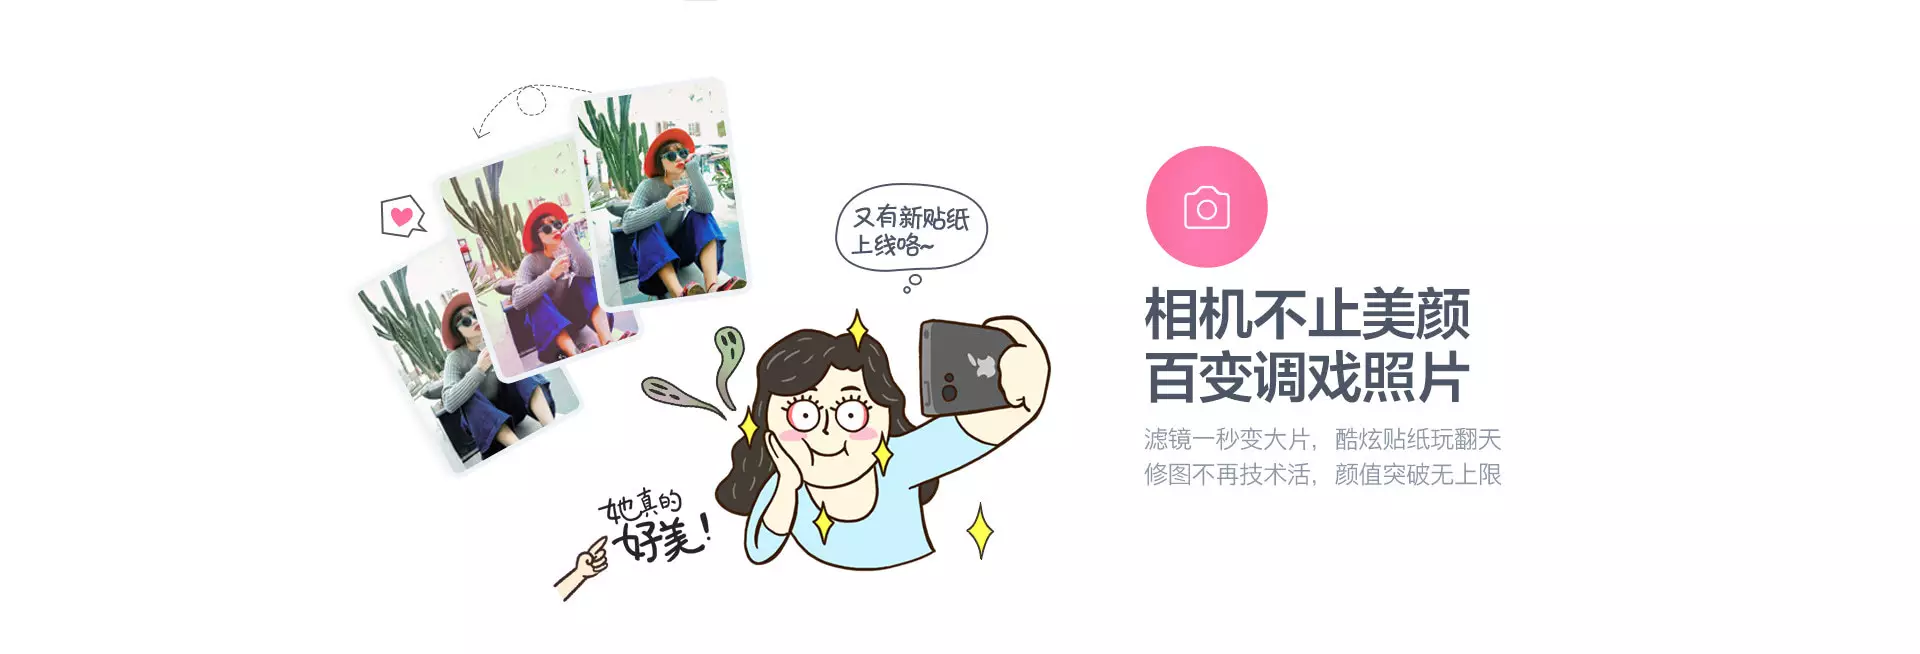 又有新贴纸
上线咯~
她真的
好美!
相机不止美颜
百变调戏照片
滤镜一秒变大片，酷炫贴纸玩翻天
修图不再技术活，颜值突破无上限